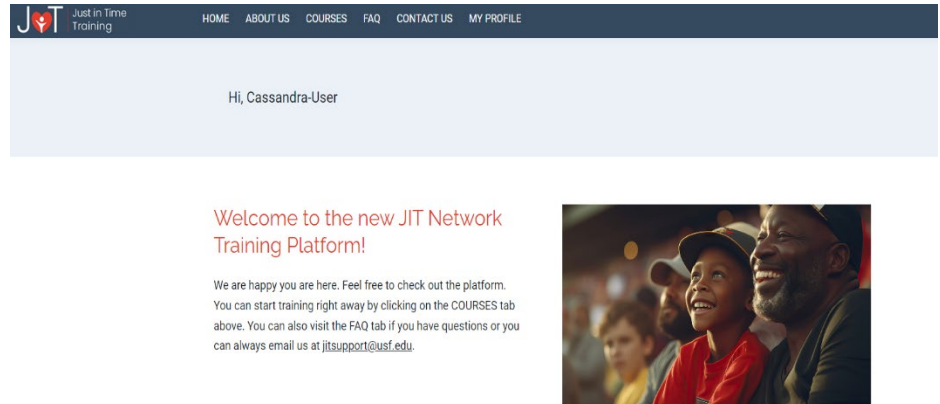 JiT Just in Time
Training
HOME ABOUT US COURSES FAQ CONTACT US MY PROFILE
Hi, Cassandra-User
Welcome to the new JIT Network
Training Platform!
We are happy you are here. Feel free to check out the platform.
You can start training right away by clicking on the COURSES tab
above. You can also visit the FAQ tab if you have questions or you
can always email us at jitsupport@usf.edu.